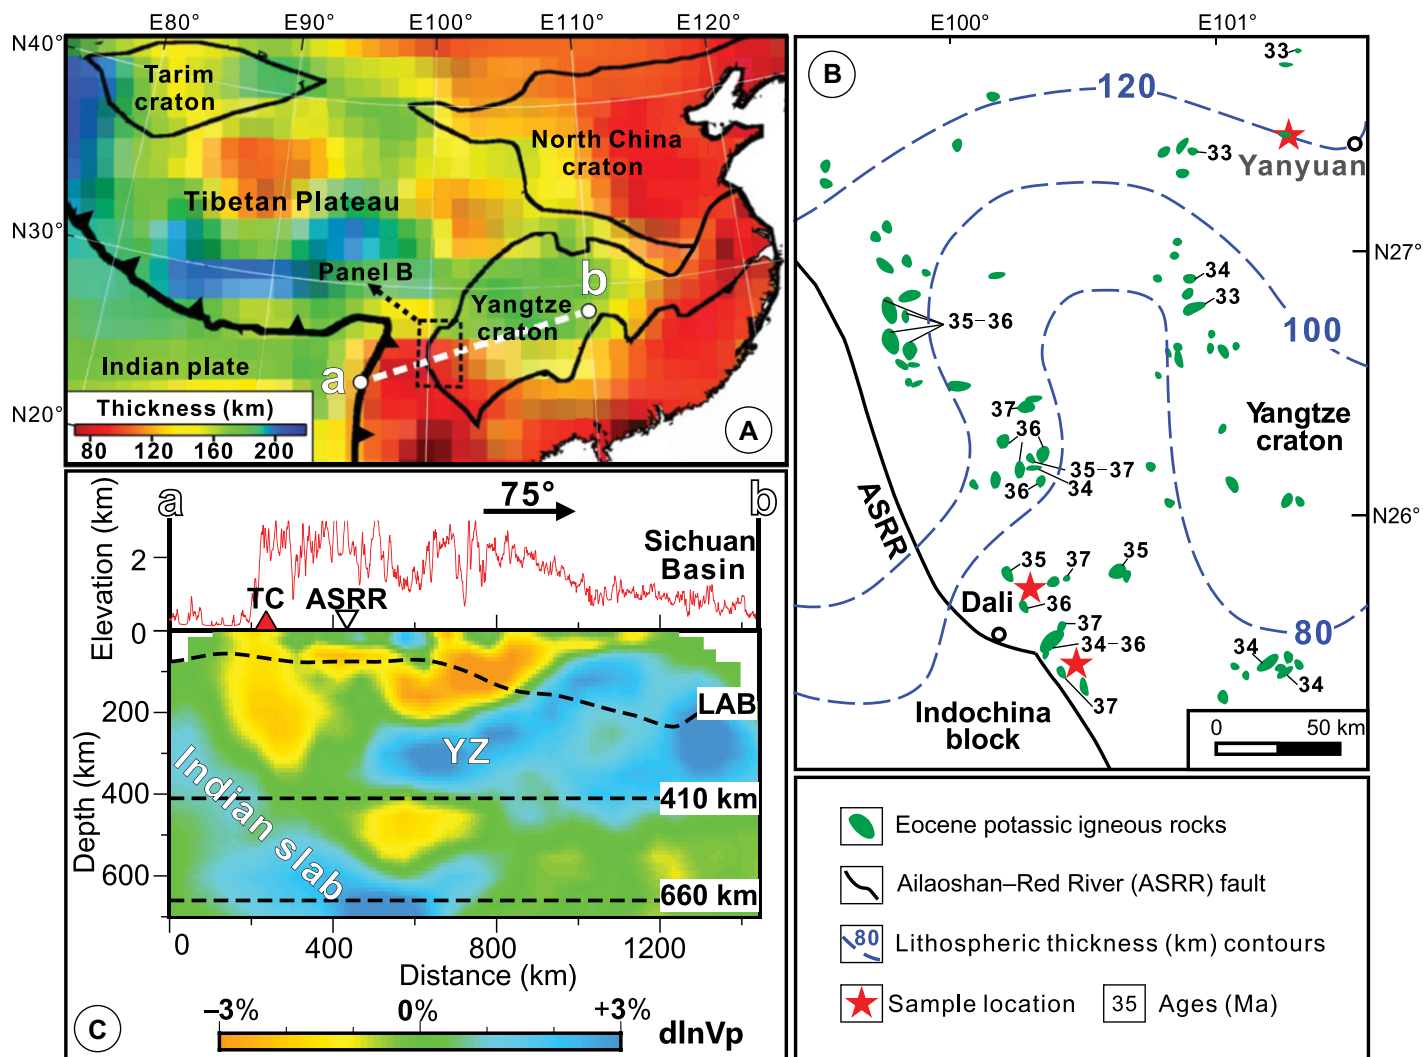 E80°
E90°
E100°
E110°
E120°
N40°
N30°
N20°
Tarim
craton
North China
craton
Tibetan Plateau
Panel B
Yangtze
craton
b
a
Indian plate
Thickness (km)
80
120
160
200
A
E100°
E101°
B
33
120
Yanyuan
33
N27°
34
33
35–36
100
37
36
35–37
34
36
Yangtze
craton
ASRR
N26°
35
37
35
Dali
36
37
34–36
80
34
34
37
Indochina
block
0
50 km
a
75°
b
Elevation (km)
2
0
Sichuan
Basin
TC
ASRR
LAB
YZ
Indian slab
410 km
660 km
Depth (km)
200
400
600
0
400
800
1200
Distance (km)
–3%
0%
+3%
dlnVp
C
Eocene potassic igneous rocks
Ailaoshan–Red River (ASRR) fault
80
Lithospheric thickness (km) contours
Sample location
35
Ages (Ma)